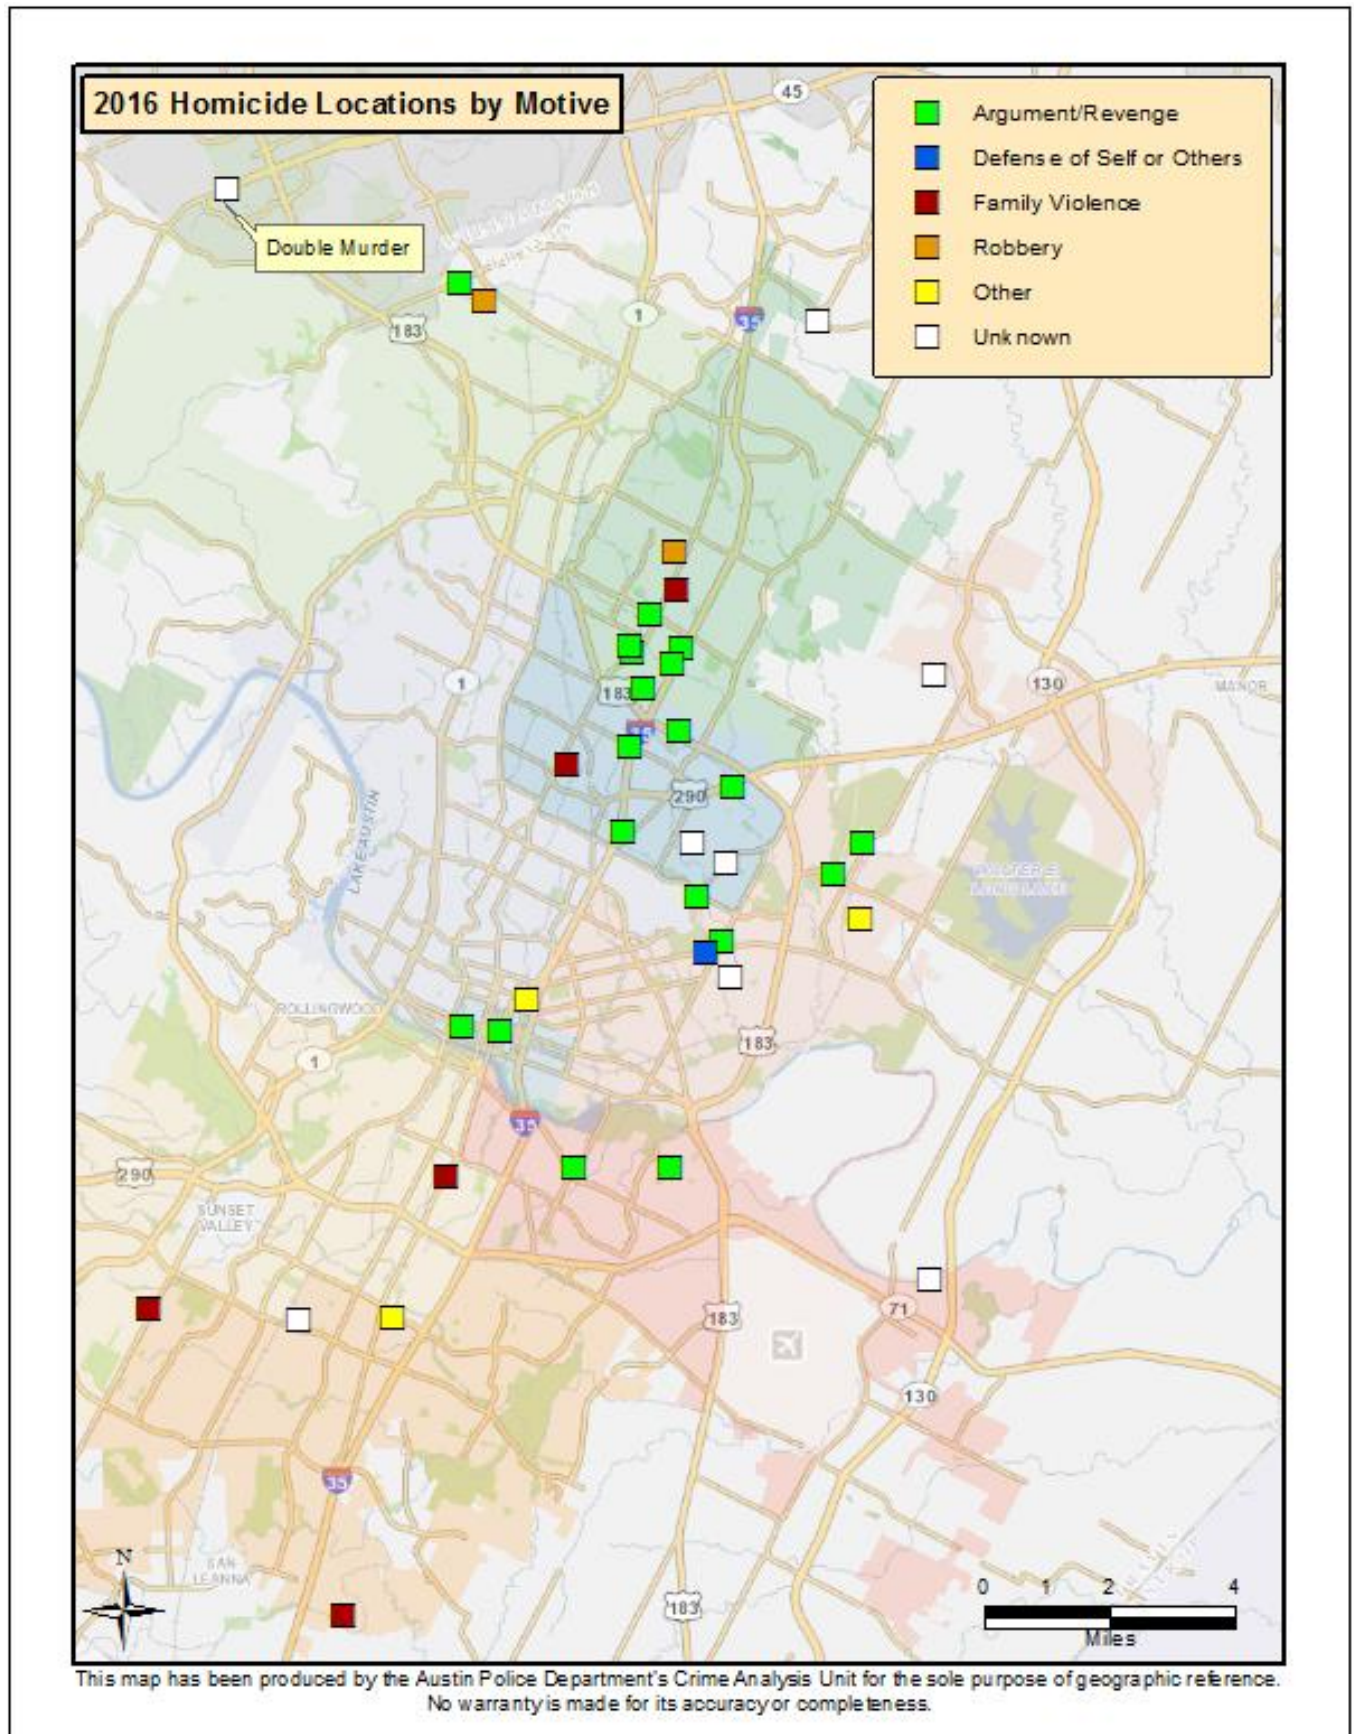 2016 Homicide Locations by Motive
Argument/Revenge
Defense of Self or Others
Family Violence
Robbery
Other
Unknown
45
Double Murder
183
1
35
1
183
130
MANOR
35
290
LAKE AUSTIN
WALTER E
LONG LAKE
ROLLINGWOOD
1
183
35
290
SUNSET
VALLEY
71
183
130
35
SAN
LEANNA
N
183
0 1 2 4
Miles
This map has been produced by the Austin Police Department's Crime Analysis Unit for the sole purpose of geographic reference.
No warranty is made for its accuracy or completeness.